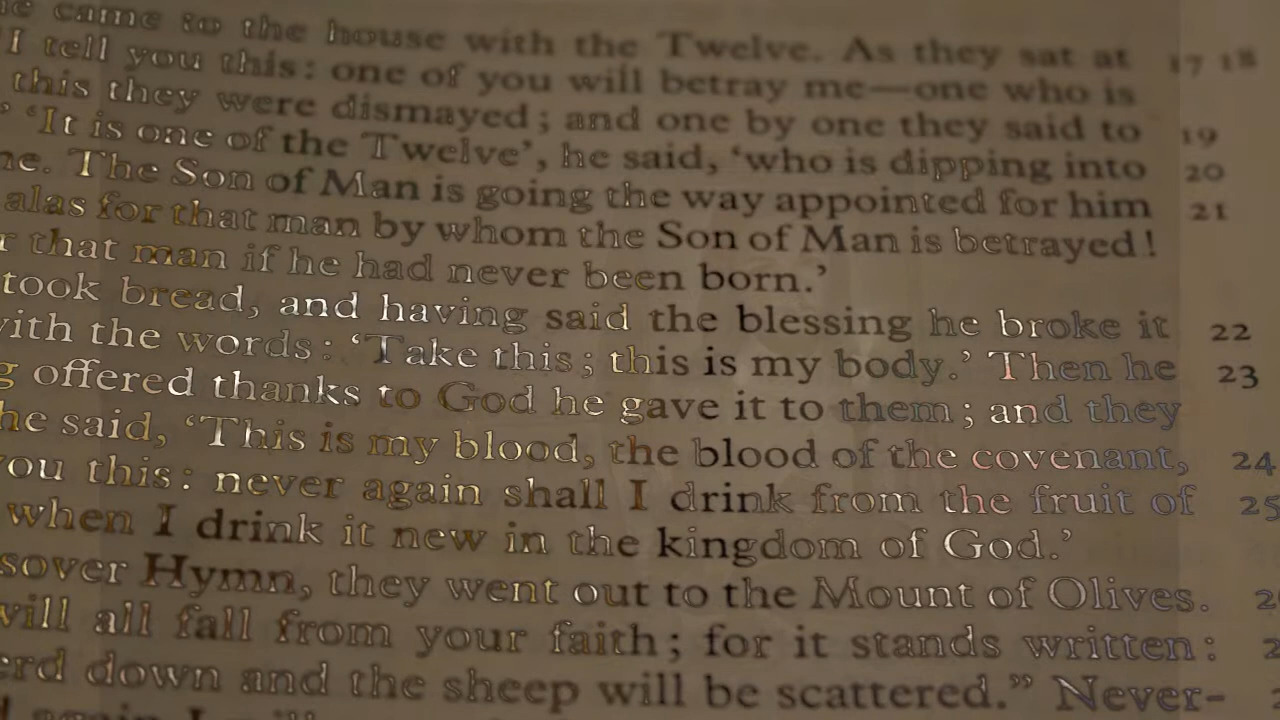 he came to the house with the Twelve. As they sat at 17 18
'I tell you this: one of you will betray me—one who is
this they were dismayed; and one by one they said to 19
' 'It is one of the Twelve', he said, 'who is dipping into 20
me. The Son of Man is going the way appointed for him 21
alas for that man by whom the Son of Man is betrayed!
r that man if he had never been born.'
took bread, and having said the blessing he broke it 22
with the words: 'Take this; this is my body.' Then he 23
g offered thanks to God he gave it to them; and they
he said, 'This is my blood, the blood of the covenant, 24
you this: never again shall I drink from the fruit of 25
when I drink it new in the kingdom of God.'
sover Hymn, they went out to the Mount of Olives. 2
will all fall from your faith; for it stands written: 2
erd down and the sheep will be scattered." Never-